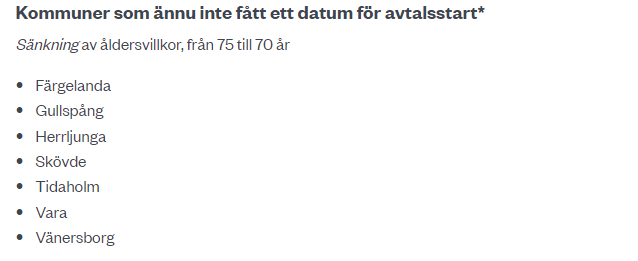 Kommuner som ännu inte fått ett datum för avtalsstart*
Sänkning av åldersvillkor, från 75 till 70 år
• Färgelanda
• Gullspång
• Herrljunga
• Skövde
• Tidaholm
• Vara
• Vänersborg